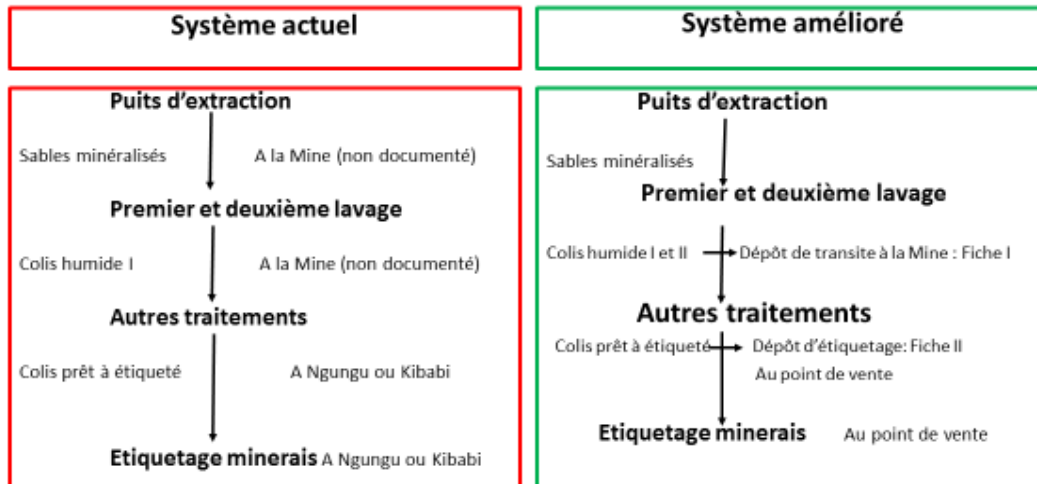 Système actuel
Puits d'extraction
Sables minéralisés A la Mine (non documenté)
Premier et deuxième lavage
Colis humide I A la Mine (non documenté)
Autres traitements
Colis prêt à étiqueté A Ngungu ou Kibabi
Etiquetage minerais A Ngungu ou Kibabi
Système amélioré
Puits d'extraction
Sables minéralisés
Premier et deuxième lavage
Colis humide I et II Dépôt de transite à la Mine : Fiche I
Autres traitements
Colis prêt à étiqueté Dépôt d'étiquetage: Fiche II
Au point de vente
Etiquetage minerais Au point de vente